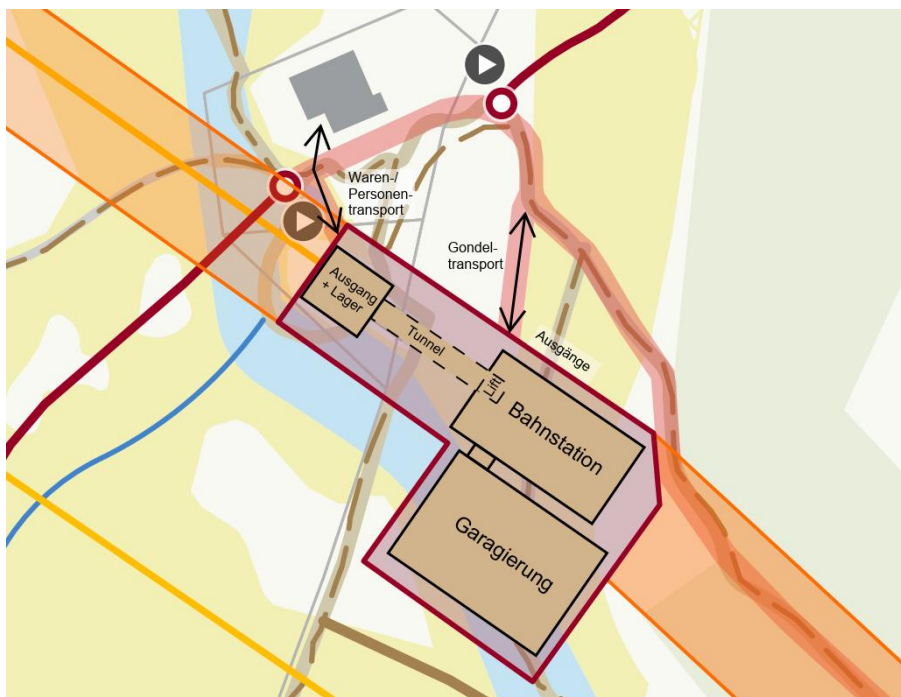 Waren-/
Personen-
transport
Gondel-
transport
Ausgang
+ Lager
Tunnel
Lift
Ausgänge
Bahnstation
Garagierung